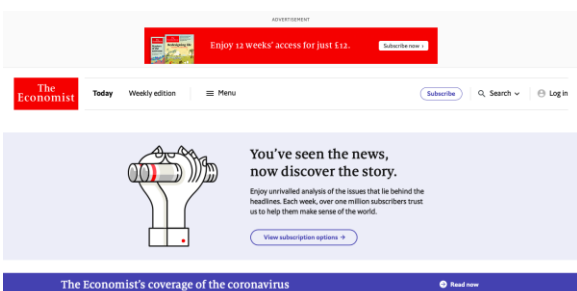 ADVERTISEMENT
Enjoy 12 weeks' access for just £12.
Subscribe now ›
The
Economist
Today
Weekly edition
Menu
Subscribe
Search
Log in
You've seen the news,
now discover the story.
Enjoy unrivalled analysis of the issues that lie behind the
headlines. Each week, over one million subscribers trust
us to help them make sense of the world.
View subscription options →
The Economist's coverage of the coronavirus
Read now